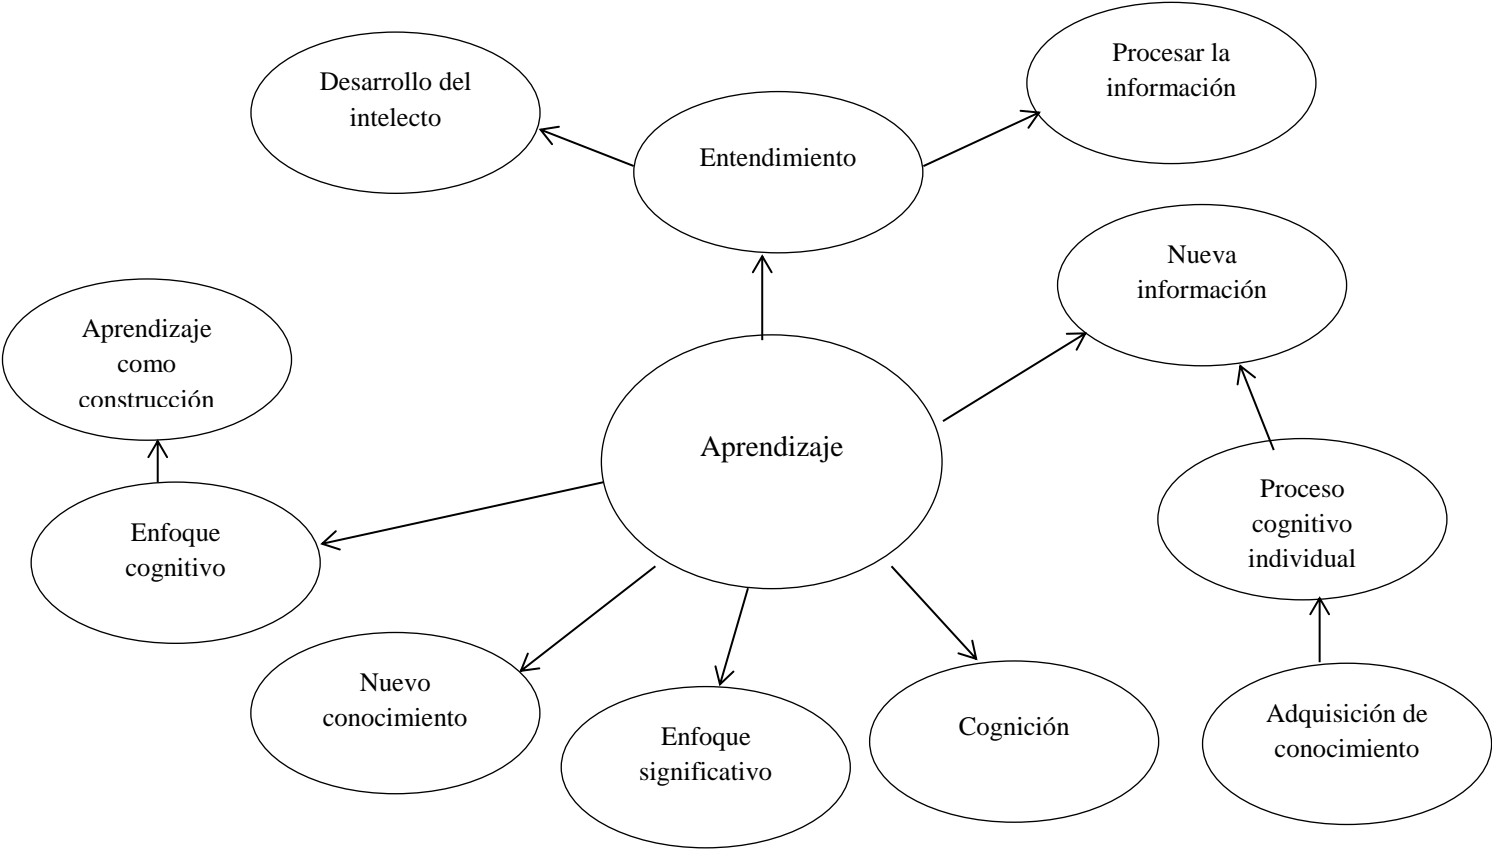 Procesar la
información
Desarrollo del
intelecto
Entendimiento
Nueva
información
Aprendizaje
como
construcción
Aprendizaje
Proceso
cognitivo
individual
Enfoque
cognitivo
Nuevo
conocimiento
Enfoque
significativo
Cognición
Adquisición de
conocimiento